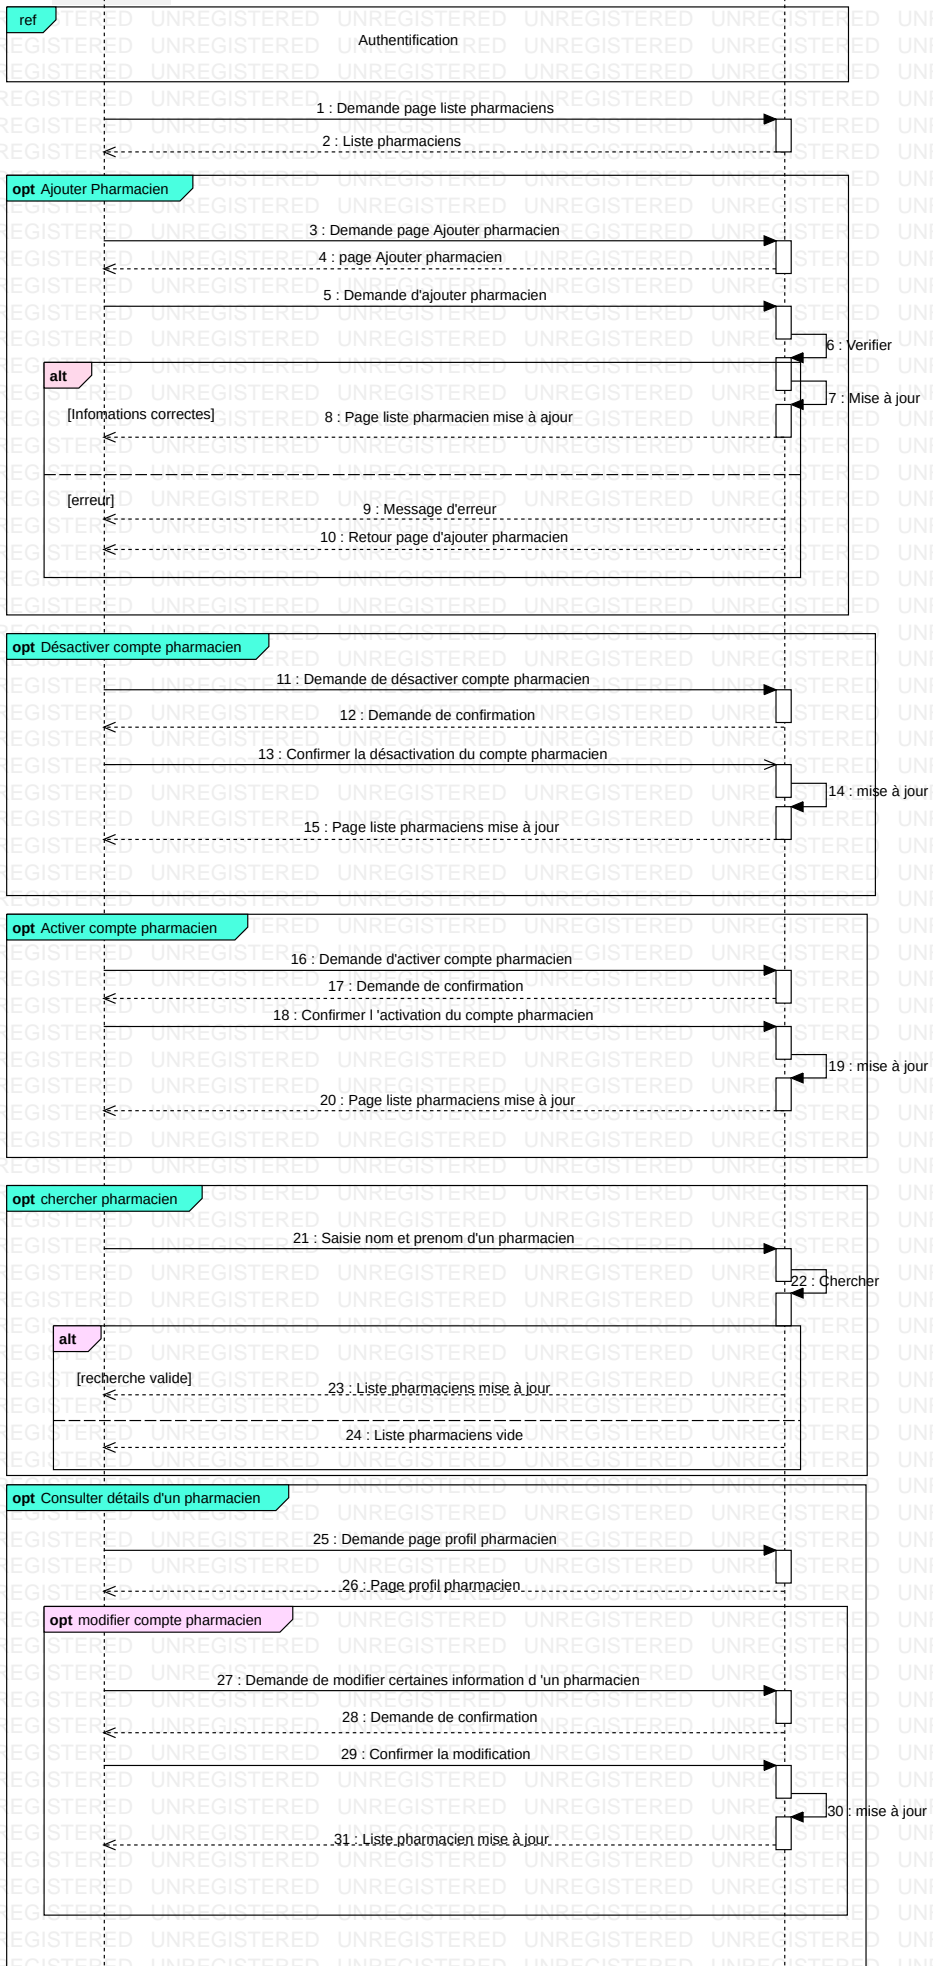 ref
Authentification
1 : Demande page liste pharmaciens
2 : Liste pharmaciens
opt Ajouter Pharmacien
3 : Demande page Ajouter pharmacien
4 : page Ajouter pharmacien
5 : Demande d'ajouter pharmacien
6 : Verifier
alt
7 : Mise à jour
[Infomations correctes]
8 : Page liste pharmacien mise à ajour
[erreur]
9 : Message d'erreur
10 : Retour page d'ajouter pharmacien
opt Désactiver compte pharmacien
11 : Demande de désactiver compte pharmacien
12 : Demande de confirmation
13 : Confirmer la désactivation du compte pharmacien
14 : mise à jour
15 : Page liste pharmaciens mise à jour
opt Activer compte pharmacien
16 : Demande d'activer compte pharmacien
17 : Demande de confirmation
18 : Confirmer l 'activation du compte pharmacien
19 : mise à jour
20 : Page liste pharmaciens mise à jour
opt chercher pharmacien
21 : Saisie nom et prenom d'un pharmacien
22 : Chercher
alt
[recherche valide]
23 : Liste pharmaciens mise à jour
24 : Liste pharmaciens vide
opt Consulter détails d'un pharmacien
25 : Demande page profil pharmacien
26 : Page profil pharmacien
opt modifier compte pharmacien
27 : Demande de modifier certaines information d 'un pharmacien
28 : Demande de confirmation
29 : Confirmer la modification
30 : mise à jour
31 : Liste pharmacien mise à jour
UNREGISTERED